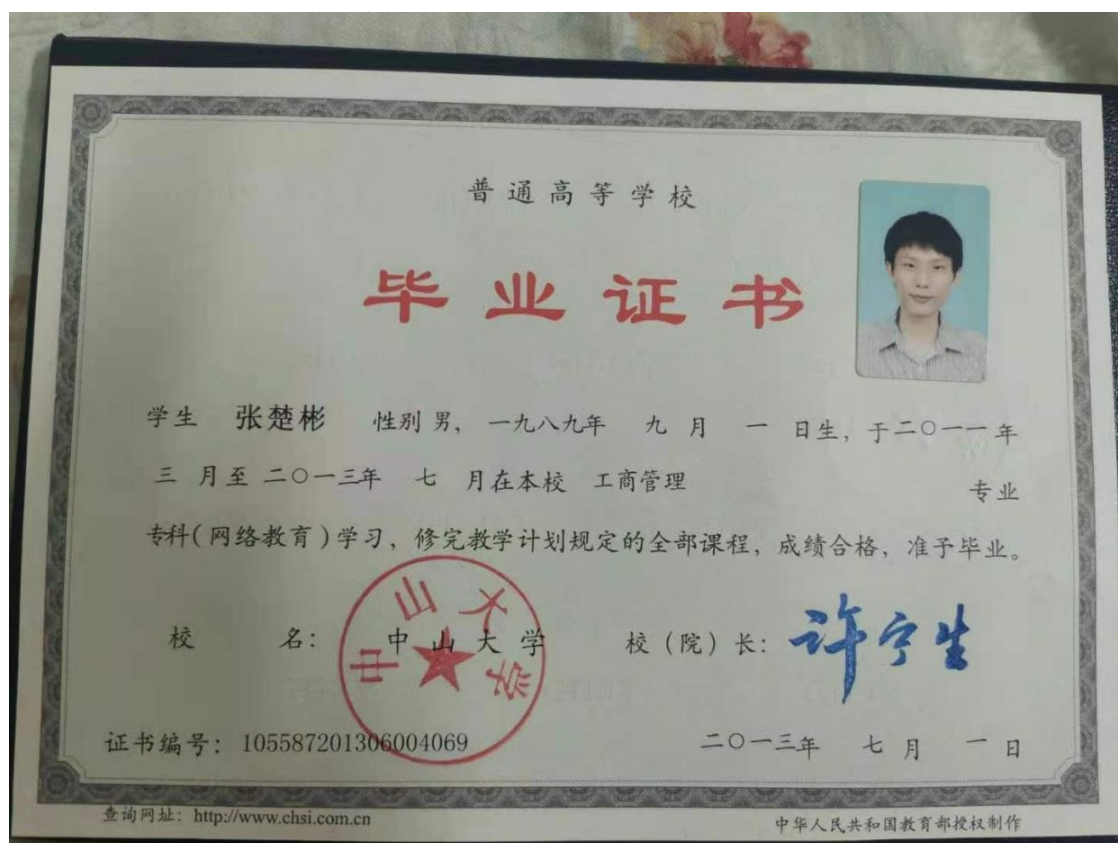 普通高等学校
毕业证书
学生 张楚彬 性别 男, 一九八九年 九 月 一 日生, 于二〇一一年
三 月至 二〇一三年 七 月在本校 工商管理 专业
专科(网络教育)学习, 修完教学计划规定的全部课程, 成绩合格, 准予毕业。
校 名: 中山大学 校(院)长: 许宁生
中山大学
证书编号: 105587201306004069 二〇一三年 七 月 一 日
查询网址: http://www.chsi.com.cn 中华人民共和国教育部授权制作